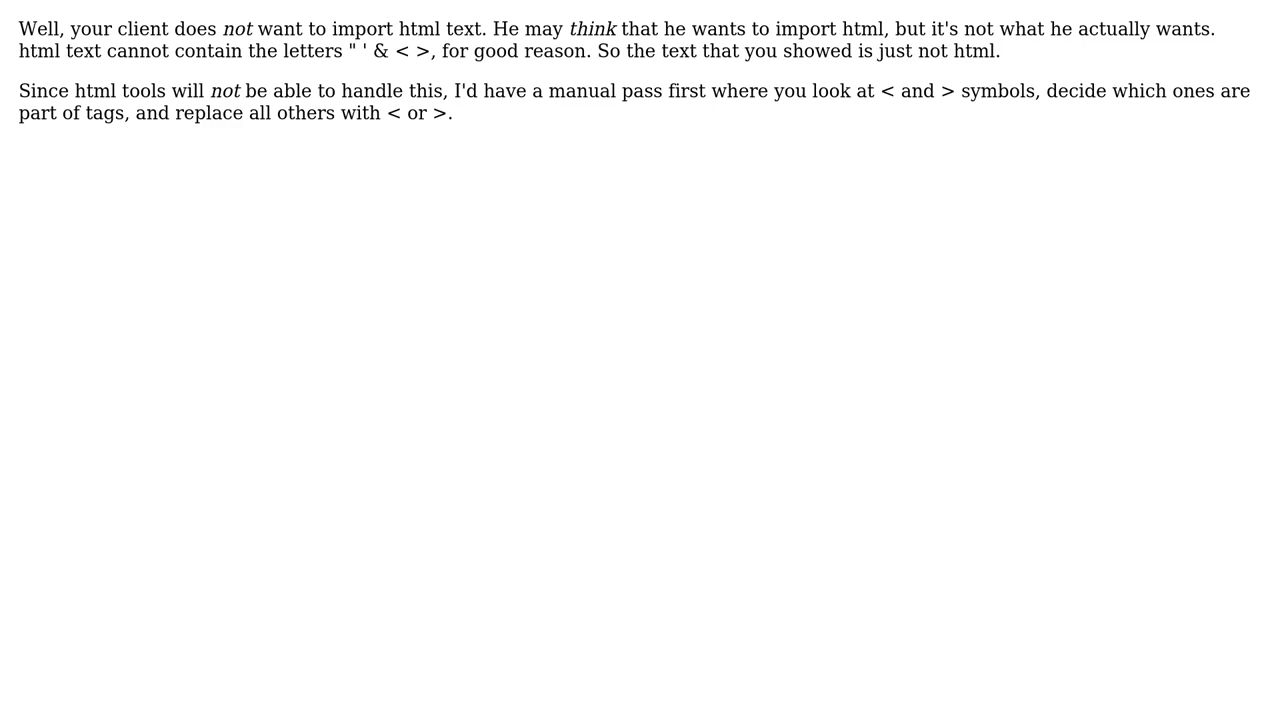 Well, your client does not want to import html text. He may think that he wants to import html, but it's not what he actually wants.
html text cannot contain the letters " ' & < >, for good reason. So the text that you showed is just not html.
Since html tools will not be able to handle this, I'd have a manual pass first where you look at < and > symbols, decide which ones are
part of tags, and replace all others with < or >.